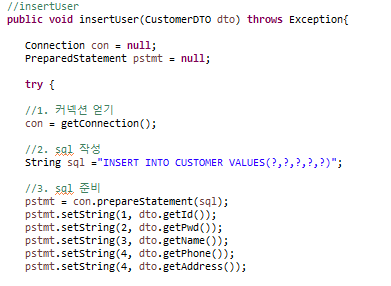 //insertUser
public void insertUser(CustomerDTO dto) throws Exception{
Connection con = null;
PreparedStatement pstmt = null;
try {
//1. 커넥션 얻기
con = getConnection();
//2. sql 작성
String sql ="INSERT INTO CUSTOMER VALUES(?,?,?,?,?)";
//3. sql 준비
pstmt = con.prepareStatement(sql);
pstmt.setString(1, dto.getId());
pstmt.setString(2, dto.getPwd());
pstmt.setString(3, dto.getName());
pstmt.setString(4, dto.getPhone());
pstmt.setString(4, dto.getAddress());